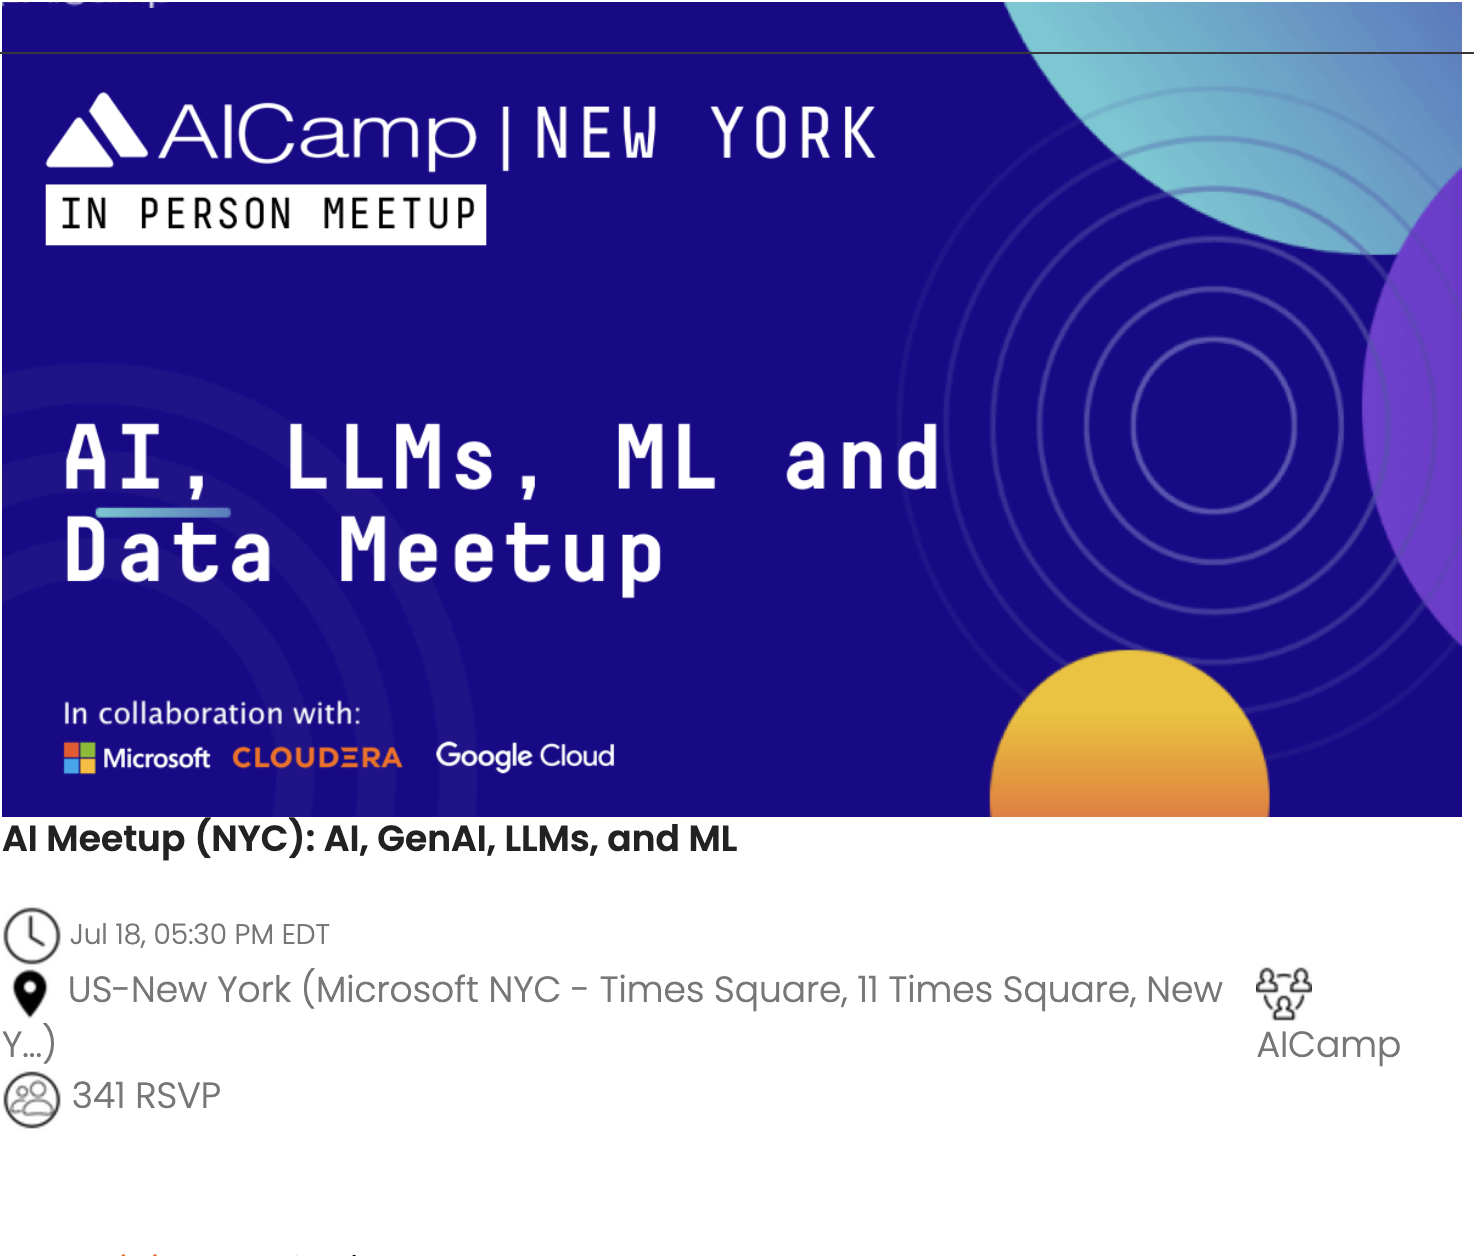 AICamp | NEW YORK
IN PERSON MEETUP
AI, LLMs, ML and
Data Meetup
In collaboration with:
Microsoft CLOUDERA Google Cloud
AI Meetup (NYC): AI, GenAI, LLMs, and ML
Jul 18, 05:30 PM EDT
US-New York (Microsoft NYC - Times Square, 11 Times Square, New
Y...)
AICamp
341 RSVP